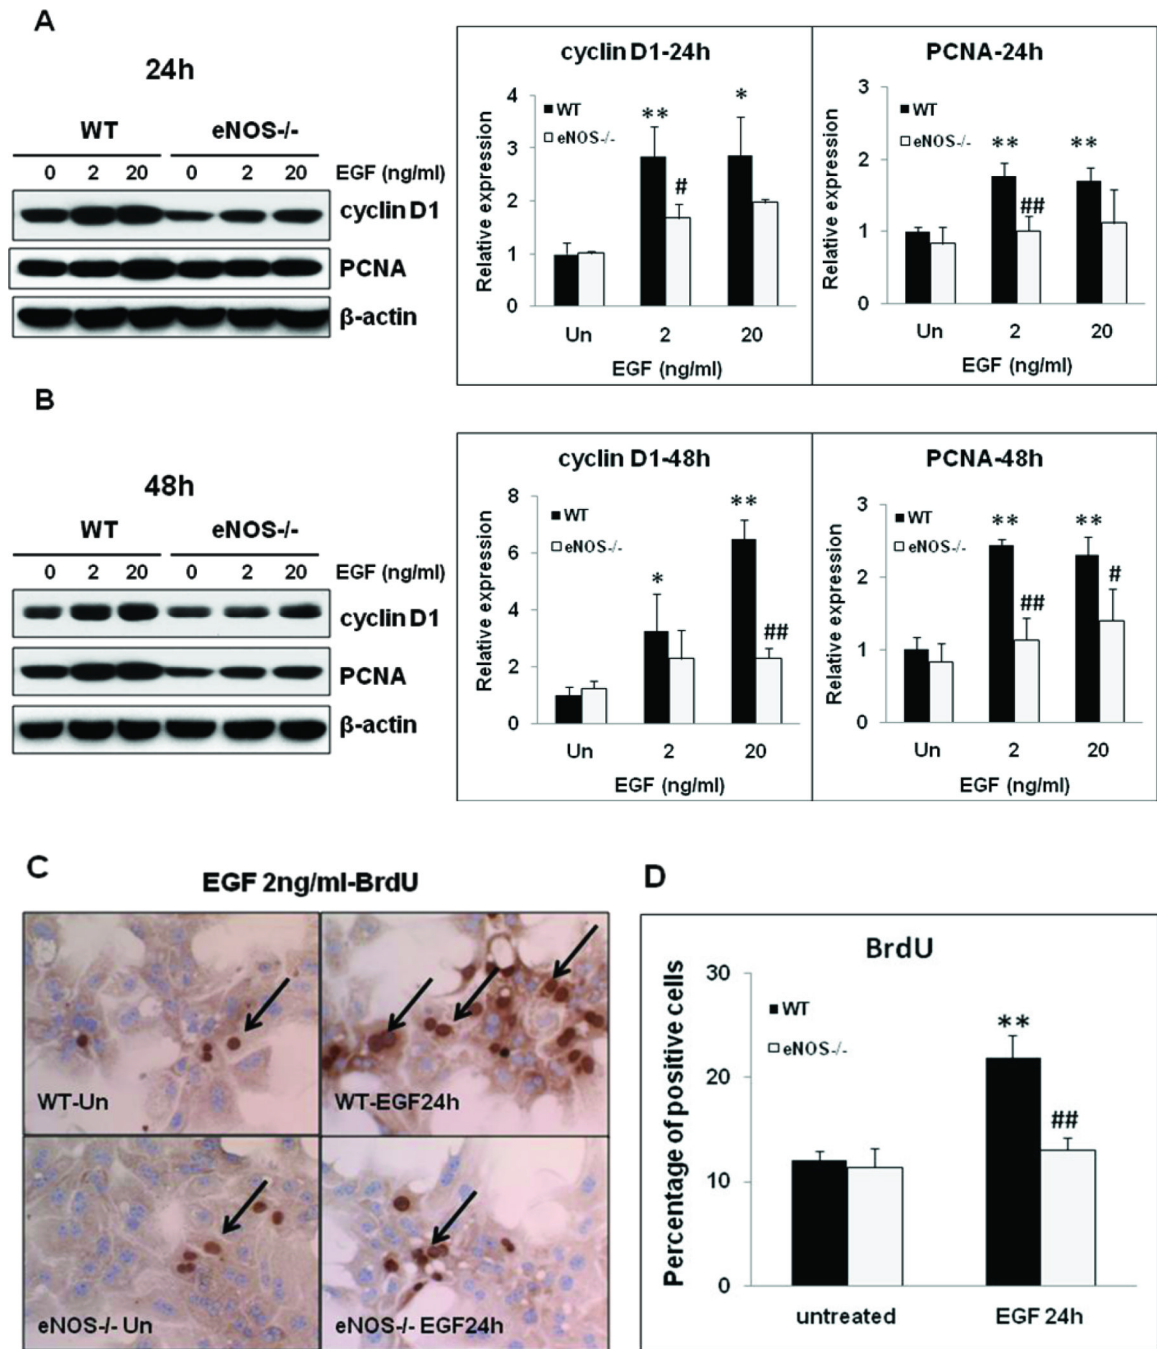 A
24h
WT eNOS-/-
0 2 20 0 2 20 EGF (ng/ml)
cyclin D1
PCNA
β-actin
cyclin D1-24h
WT
eNOS-/-
Relative expression
4
3
2
1
0
** # *
Un 2 20
EGF (ng/ml)
PCNA-24h
WT
eNOS-/-
Relative expression
3
2
1
0
** ## **
Un 2 20
EGF (ng/ml)
B
48h
WT eNOS-/-
0 2 20 0 2 20 EGF (ng/ml)
cyclin D1
PCNA
β-actin
cyclin D1-48h
WT
eNOS-/-
Relative expression
8
6
4
2
0
* ** ##
Un 2 20
EGF (ng/ml)
PCNA-48h
WT
eNOS-/-
Relative expression
3
2
1
0
** ## ** #
Un 2 20
EGF (ng/ml)
C
EGF 2ng/ml-BrdU
WT-Un
WT-EGF24h
eNOS-/- Un
eNOS-/- EGF24h
D
BrdU
WT
eNOS-/-
Percentage of positive cells
30
20
10
0
** ##
untreated EGF 24h